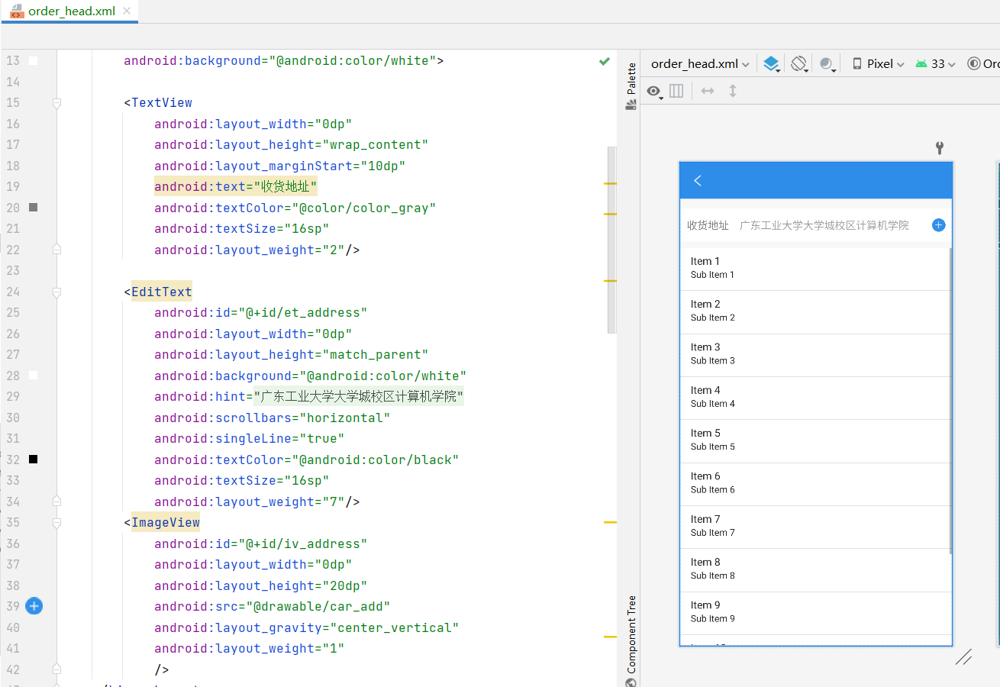 order_head.xml
13 android:background="@android:color/white">
14
15 <TextView
16 android:layout_width="0dp"
17 android:layout_height="wrap_content"
18 android:layout_marginStart="10dp"
19 android:text="收货地址"
20 android:textColor="@color/color_gray"
21 android:textSize="16sp"
22 android:layout_weight="2"/>
23
24 <EditText
25 android:id="@+id/et_address"
26 android:layout_width="0dp"
27 android:layout_height="match_parent"
28 android:background="@android:color/white"
29 android:hint="广东工业大学大学城校区计算机学院"
30 android:scrollbars="horizontal"
31 android:singleLine="true"
32 android:textColor="@android:color/black"
33 android:textSize="16sp"
34 android:layout_weight="7"/>
35 <ImageView
36 android:id="@+id/iv_address"
37 android:layout_width="0dp"
38 android:layout_height="20dp"
39 android:src="@drawable/car_add"
40 android:layout_gravity="center_vertical"
41 android:layout_weight="1"
42 />
Palette
Component Tree
order_head.xml Pixel 33
收货地址 广东工业大学大学城校区计算机学院
Item 1
Sub Item 1
Item 2
Sub Item 2
Item 3
Sub Item 3
Item 4
Sub Item 4
Item 5
Sub Item 5
Item 6
Sub Item 6
Item 7
Sub Item 7
Item 8
Sub Item 8
Item 9
Sub Item 9